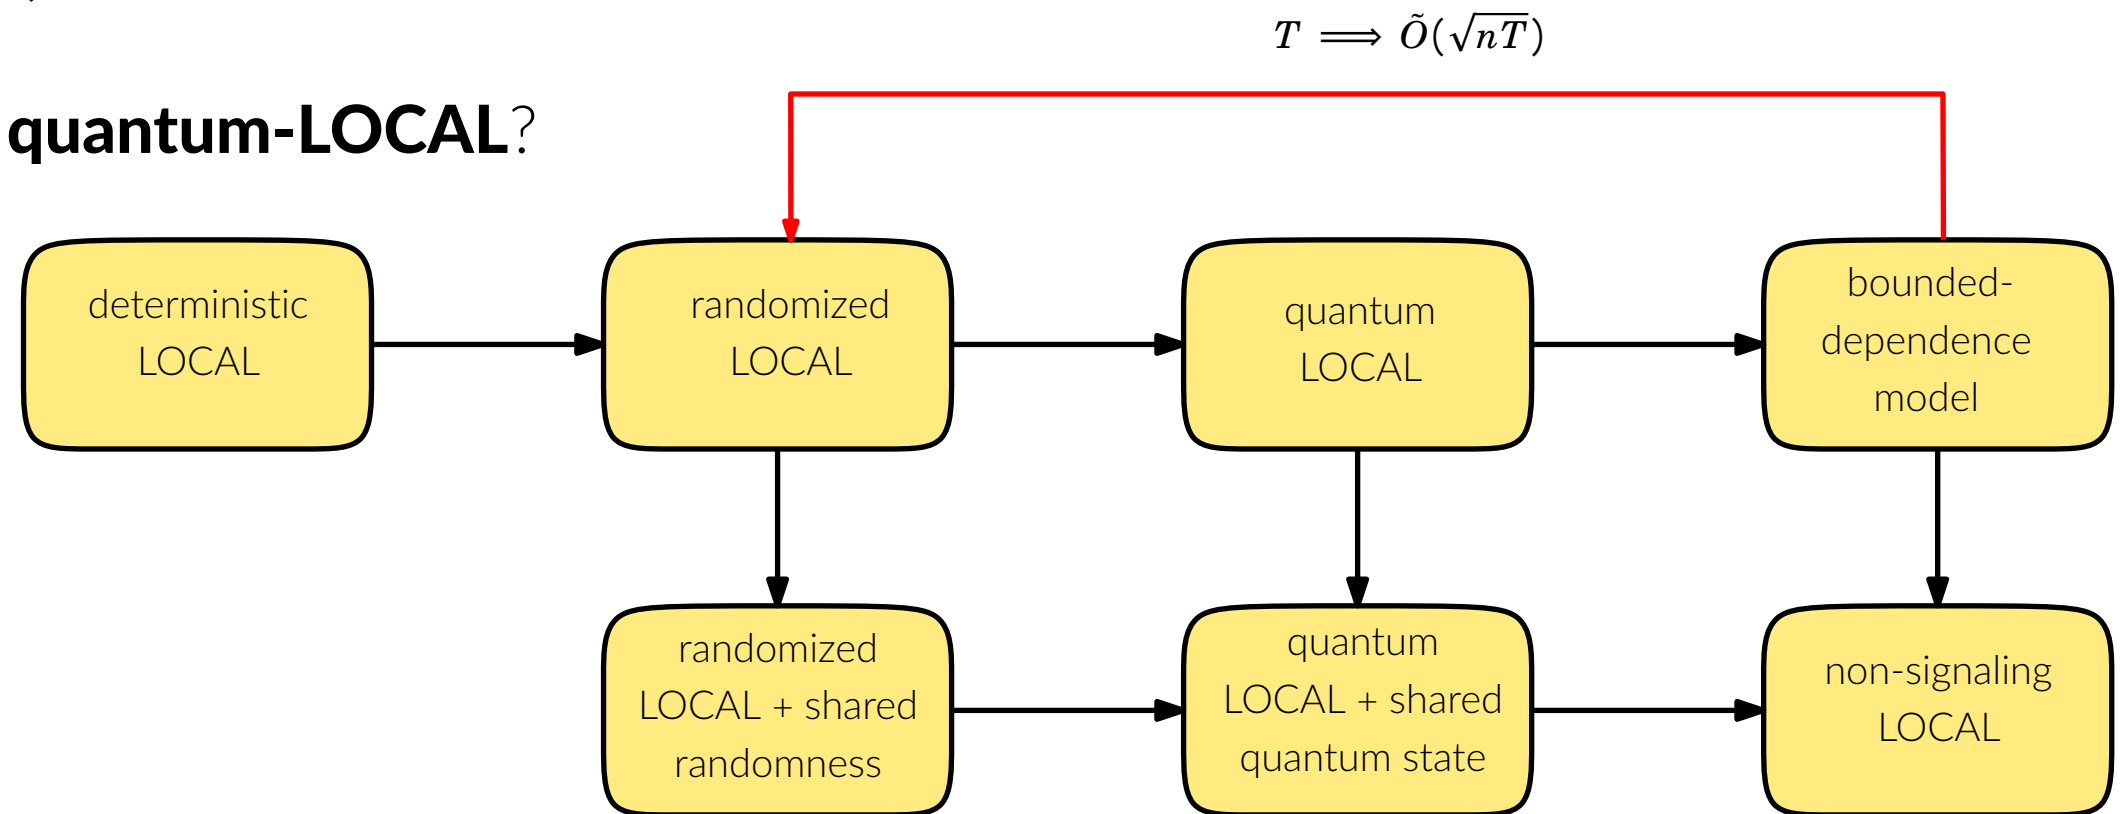 T ⟹ Õ(√nT)
quantum-LOCAL?
deterministic
LOCAL
randomized
LOCAL
quantum
LOCAL
bounded-
dependence
model
randomized
LOCAL + shared
randomness
quantum
LOCAL + shared
quantum state
non-signaling
LOCAL